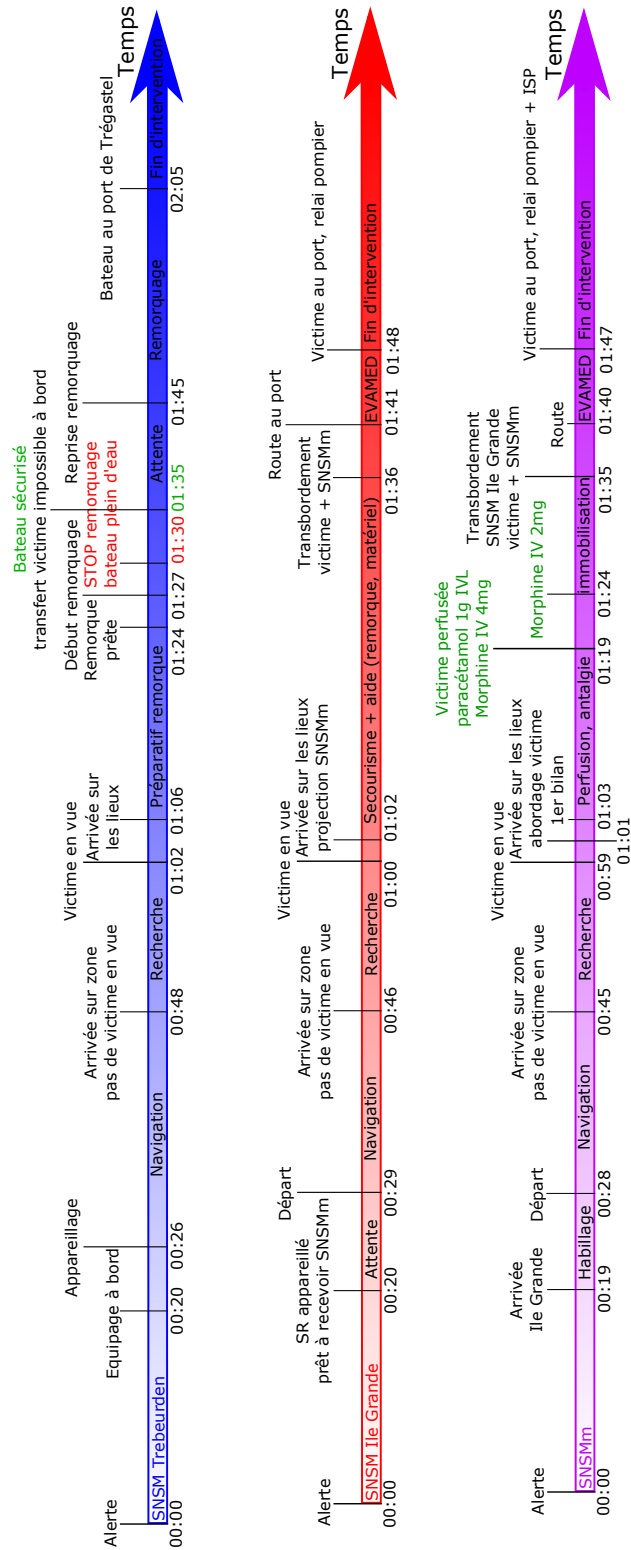 Alerte
Equipage à bord
Appareillage
Arrivée sur zone
pas de victime en vue
Victime en vue
Arrivée sur
les lieux
Remorque
prête
Début remorquage
STOP remorquage
bateau plein d'eau
Bateau sécurisé
transfert victime impossible à bord
Reprise remorquage
Bateau au port de Trégastel
Temps
SNSM Trebeurden
Navigation
Recherche
Préparatif remorque
Attente
Remorquage
Fin d'intervention
00:00
00:20
00:26
00:48
01:02
01:06
01:24
01:27
01:30
01:35
01:45
02:05
Alerte
SR appareillé
prêt à recevoir SNSMm
Départ
Arrivée sur zone
pas de victime en vue
Victime en vue
Arrivée sur les lieux
projection SNSMm
Transbordement
victime + SNSMm
Route au port
Victime au port, relai pompier
Temps
SNSM Ile Grande
Attente
Navigation
Recherche
Secourisme + aide (remorque, matériel)
EVAMED
Fin d'intervention
00:00
00:20
00:29
00:46
01:00
01:02
01:36
01:41
01:48
Alerte
Arrivée
Ile Grande
Départ
Arrivée sur zone
pas de victime en vue
Victime en vue
Arrivée sur les lieux
abordage victime
1er bilan
Victime perfusée
paracétamol 1g IVL
Morphine IV 4mg
Morphine IV 2mg
Transbordement
SNSM Ile Grande
victime + SNSMm
Route
Victime au port, relai pompier + ISP
Temps
SNSMm
Habillage
Navigation
Recherche
Perfusion, antalgie
immobilisation
EVAMED
Fin d'intervention
00:00
00:19
00:28
00:45
00:59
01:01
01:03
01:19
01:24
01:35
01:40
01:47